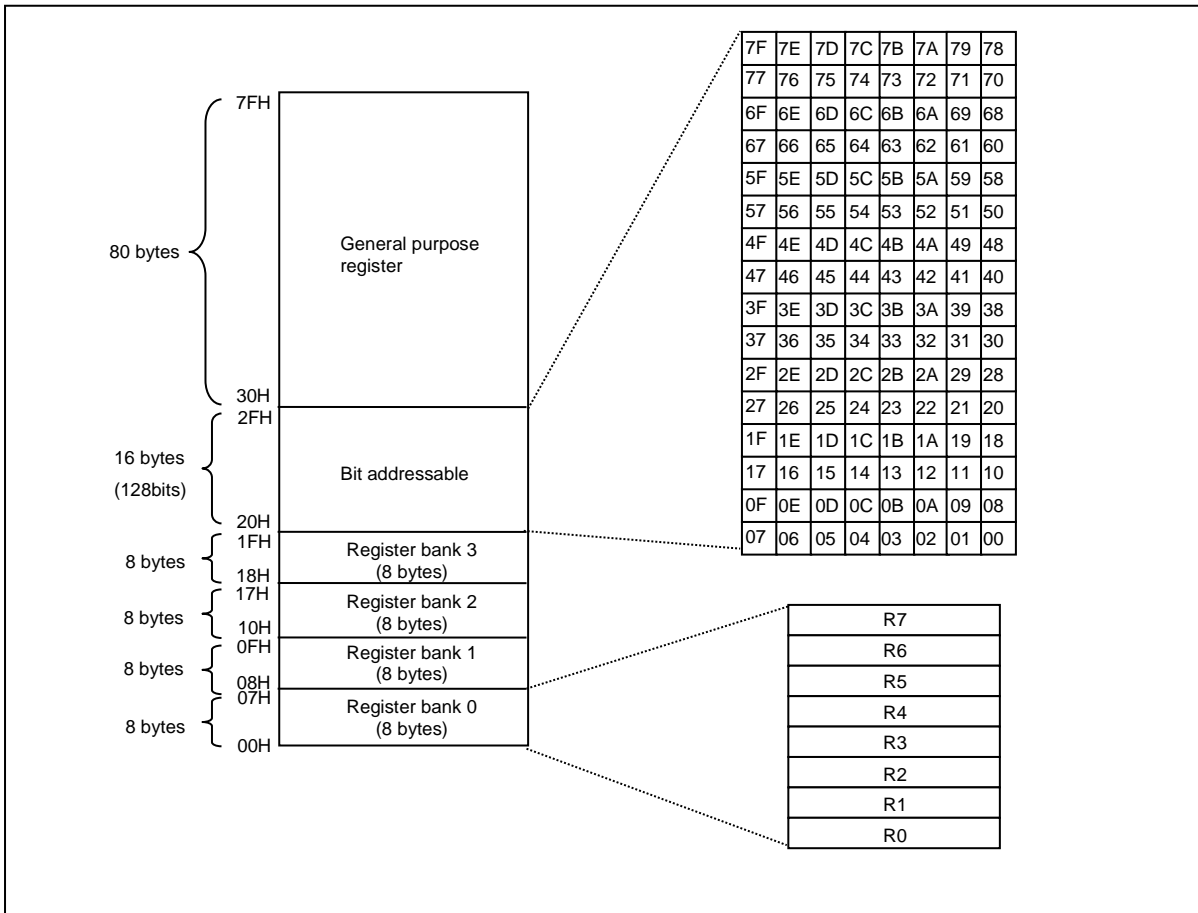 7FH
80 bytes
General purpose
register
30H
2FH
16 bytes
(128bits)
Bit addressable
20H
1FH
8 bytes
Register bank 3
(8 bytes)
18H
17H
8 bytes
Register bank 2
(8 bytes)
10H
0FH
8 bytes
Register bank 1
(8 bytes)
08H
07H
8 bytes
Register bank 0
(8 bytes)
00H
7F 7E 7D 7C 7B 7A 79 78
77 76 75 74 73 72 71 70
6F 6E 6D 6C 6B 6A 69 68
67 66 65 64 63 62 61 60
5F 5E 5D 5C 5B 5A 59 58
57 56 55 54 53 52 51 50
4F 4E 4D 4C 4B 4A 49 48
47 46 45 44 43 42 41 40
3F 3E 3D 3C 3B 3A 39 38
37 36 35 34 33 32 31 30
2F 2E 2D 2C 2B 2A 29 28
27 26 25 24 23 22 21 20
1F 1E 1D 1C 1B 1A 19 18
17 16 15 14 13 12 11 10
0F 0E 0D 0C 0B 0A 09 08
07 06 05 04 03 02 01 00
R7
R6
R5
R4
R3
R2
R1
R0